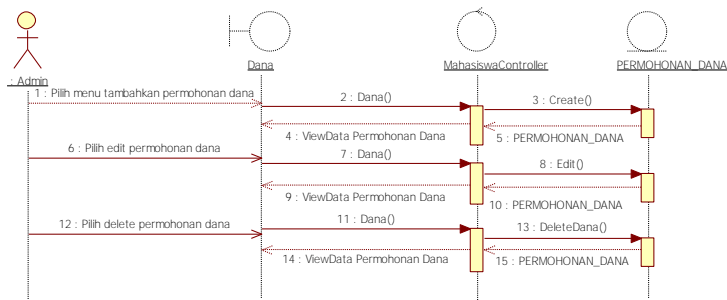 : Admin
Dana
MahasiswaController
PERMOHONAN_DANA
1 : Pilih menu tambahkan permohonan dana
2 : Dana()
3 : Create()
4 : ViewData Permohonan Dana
5 : PERMOHONAN_DANA
6 : Pilih edit permohonan dana
7 : Dana()
8 : Edit()
9 : ViewData Permohonan Dana
10 : PERMOHONAN_DANA
12 : Pilih delete permohonan dana
11 : Dana()
13 : DeleteDana()
14 : ViewData Permohonan Dana
15 : PERMOHONAN_DANA